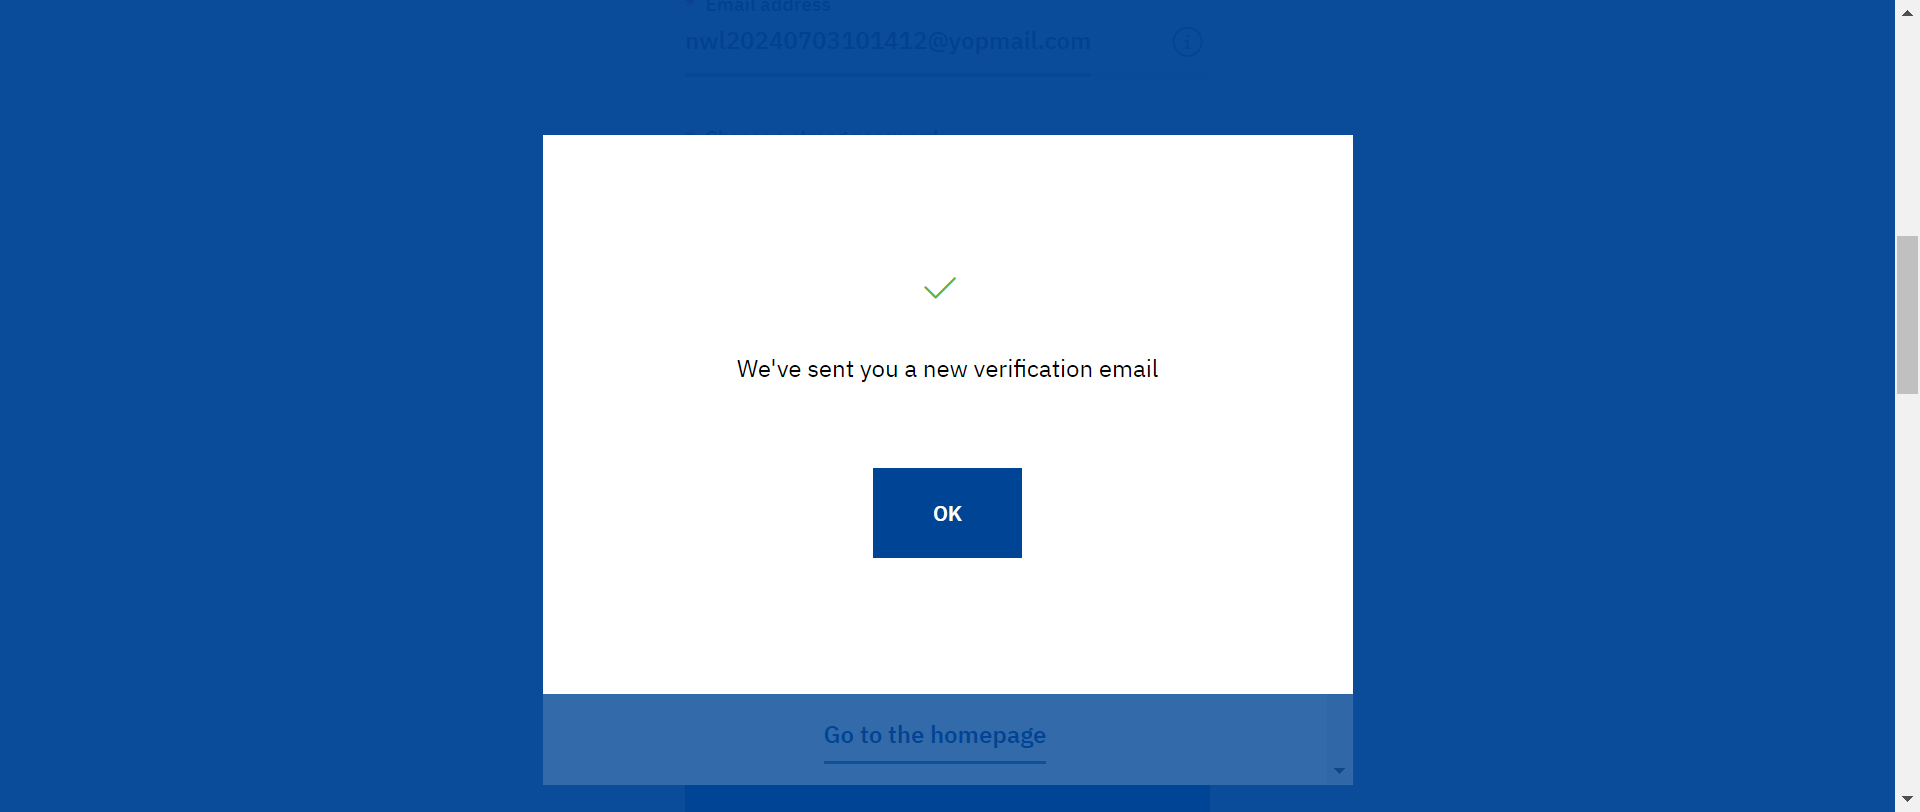 * Email address
nwl20240703101412@yopmail.com
We've sent you a new verification email
OK
Go to the homepage